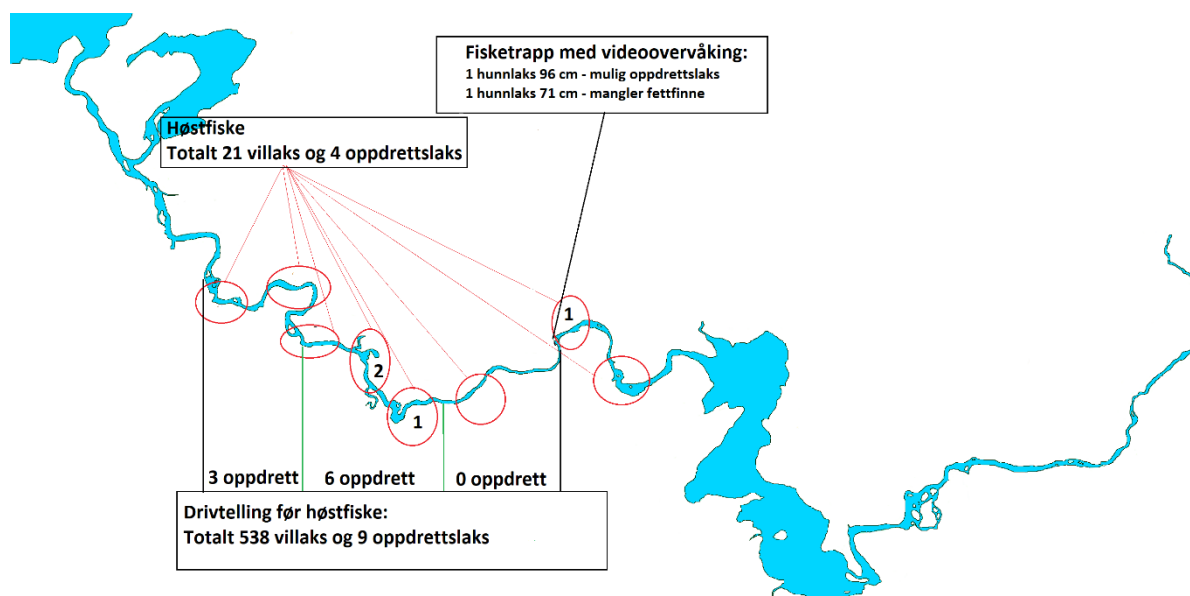 Fisketrapp med videoovervåking:
1 hunnlaks 96 cm - mulig oppdrettslaks
1 hunnlaks 71 cm - mangler fettfinne
Høstfiske
Totalt 21 villaks og 4 oppdrettslaks
1
2
1
3 oppdrett 6 oppdrett 0 oppdrett
Drivtelling før høstfiske:
Totalt 538 villaks og 9 oppdrettslaks